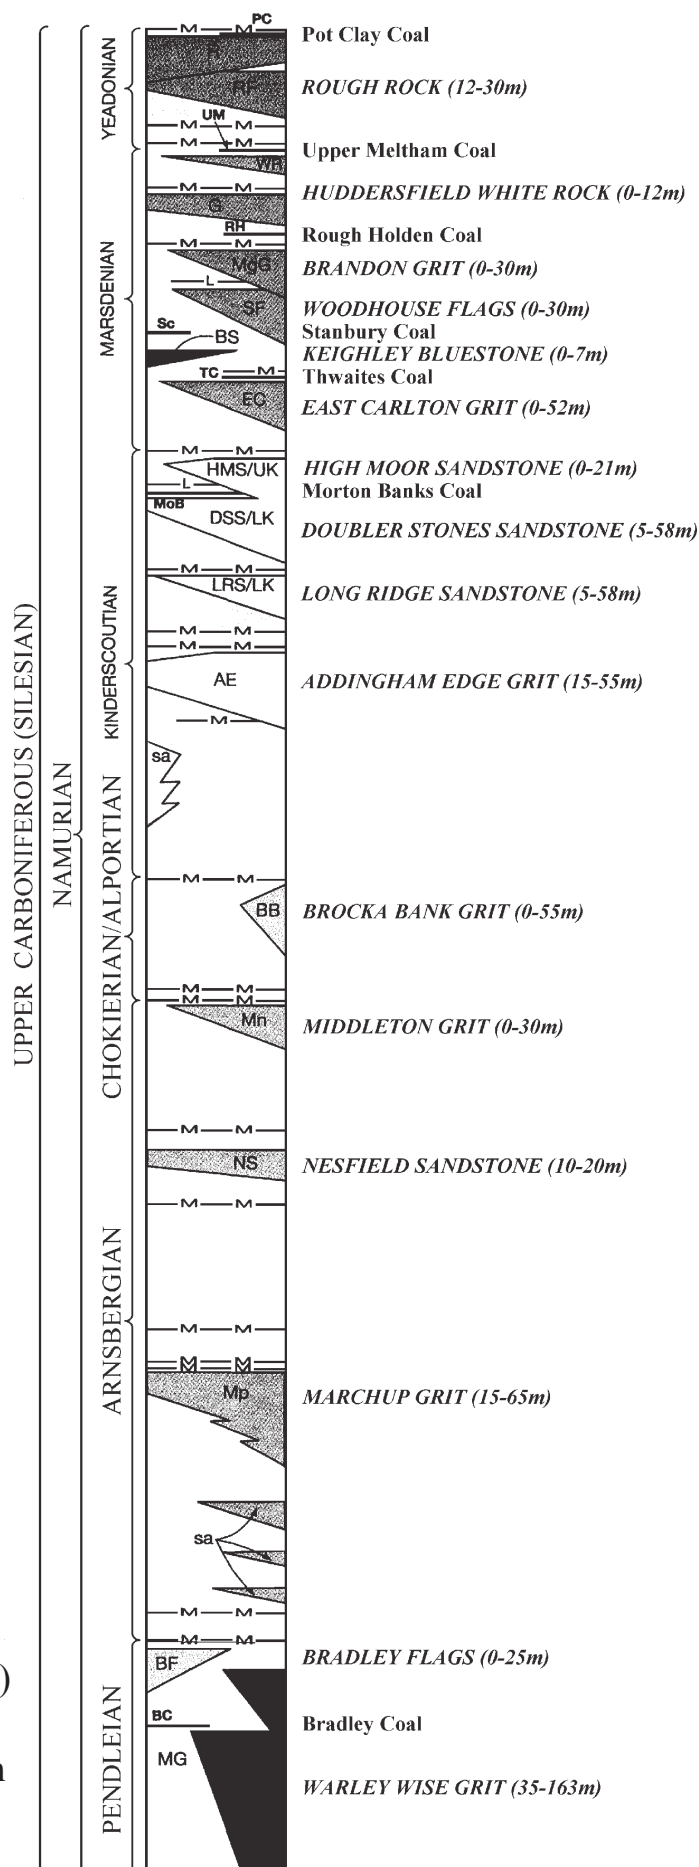 PC
M M
Pot Clay Coal
R
RF
ROUGH ROCK (12-30m)
YEADONIAN
M M
UM
M M
Upper Meltham Coal
WR
M M
HUDDERSFIELD WHITE ROCK (0-12m)
G
RH
Rough Holden Coal
M M
MgG
BRANDON GRIT (0-30m)
L
MARSDENIAN
SF
WOODHOUSE FLAGS (0-30m)
Sc
Stanbury Coal
BS
KEIGHLEY BLUESTONE (0-7m)
TC M
Thwaites Coal
EC
EAST CARLTON GRIT (0-52m)
M M
HMS/UK
HIGH MOOR SANDSTONE (0-21m)
L
Morton Banks Coal
MoB
DSS/LK
DOUBLER STONES SANDSTONE (5-58m)
M M
LRS/LK
LONG RIDGE SANDSTONE (5-58m)
M M
M M
KINDERSCOUTIAN
AE
ADDINGHAM EDGE GRIT (15-55m)
M
sa
UPPER CARBONIFEROUS (SILESIAN)
NAMURIAN
CHOKIERIAN/ALPORTIAN
M M
BB
BROCKA BANK GRIT (0-55m)
M M
M M
Mn
MIDDLETON GRIT (0-30m)
M M
NS
NESFIELD SANDSTONE (10-20m)
M M
ARNSBERGIAN
M M
M M
M M
Mp
MARCHUP GRIT (15-65m)
sa
M M
M M
BF
BRADLEY FLAGS (0-25m)
)
BC
Bradley Coal
PENDLEIAN
MG
WARLEY WISE GRIT (35-163m)